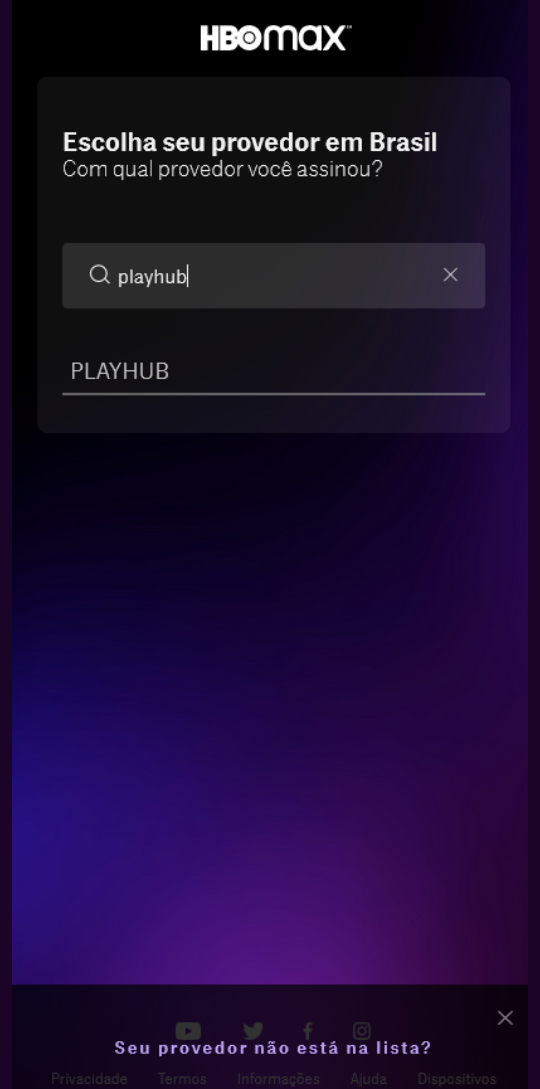 HBOMAX™
Escolha seu provedor em Brasil
Com qual provedor você assinou?
playhub
PLAYHUB
Seu provedor não está na lista?
Privacidade Termos Informações Ajuda Dispositivos